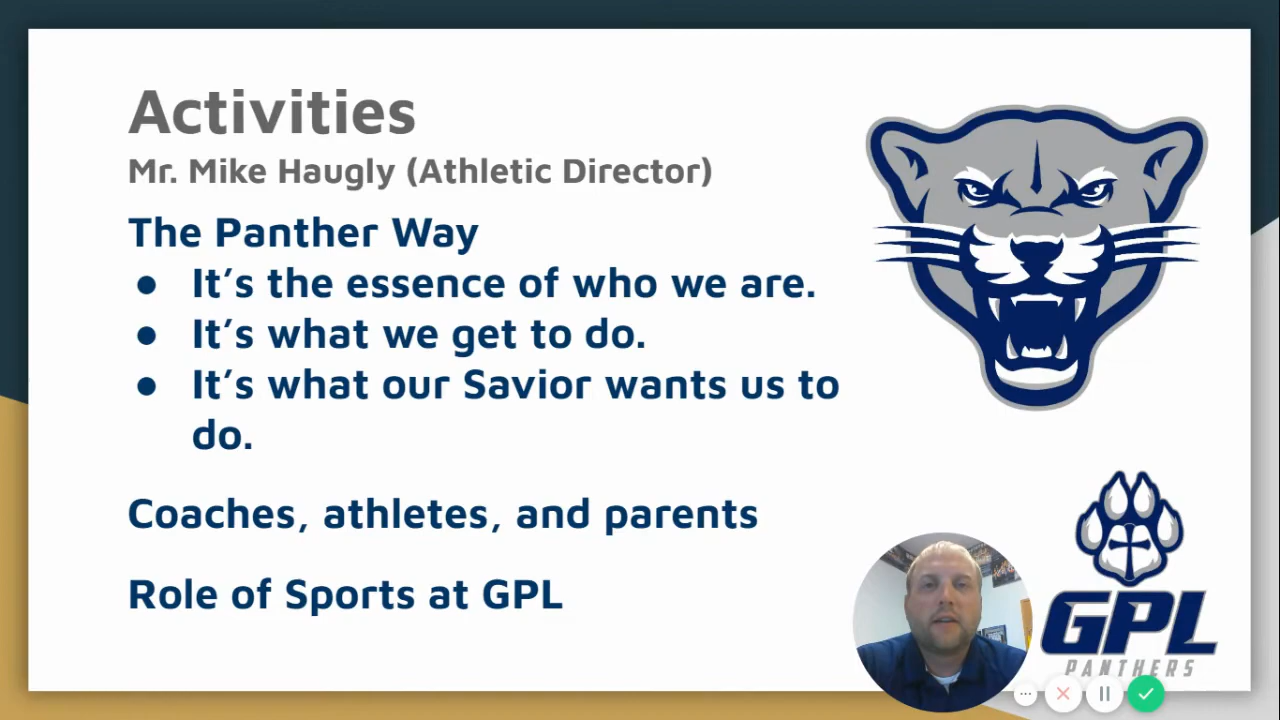 Activities
Mr. Mike Haugly (Athletic Director)
The Panther Way
● It's the essence of who we are.
● It's what we get to do.
● It's what our Savior wants us to
do.
Coaches, athletes, and parents
Role of Sports at GPL
GPL
PANTHERS